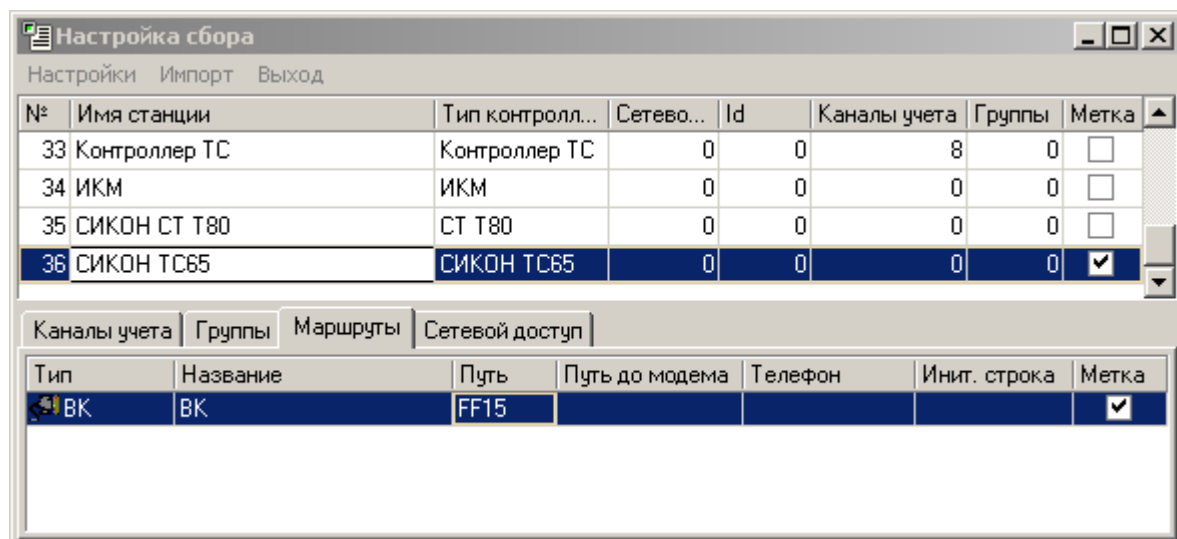 Настройка сбора
Настройки Импорт Выход
№ Имя станции Тип контролл... Сетево... Id Каналы учета Группы Метка
33 Контроллер ТС Контроллер ТС 0 0 8 0
34 ИКМ ИКМ 0 0 0 0
35 СИКОН СТ Т80 СТ Т80 0 0 0 0
36 СИКОН ТС65 СИКОН ТС65 0 0 0 0
Каналы учета Группы Маршруты Сетевой доступ
Тип Название Путь Путь до модема Телефон Инит. строка Метка
ВК ВК FF15